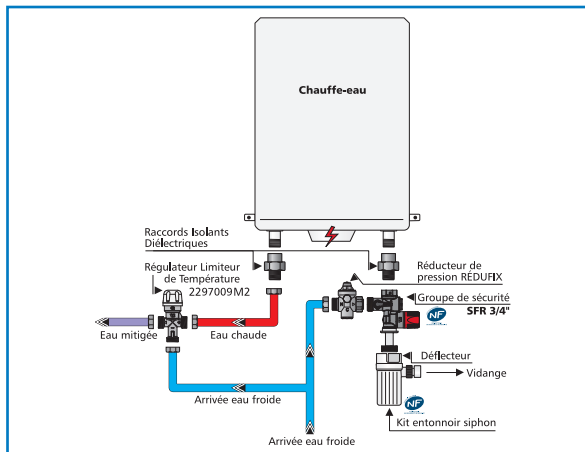 Chauffe-eau
Raccords Isolants
Diélectriques
Régulateur Limiteur
de Température
2297009M2
Réducteur de
pression RÉDUFIX
Groupe de sécurité
SFR 3/4"
NF
Eau mitigée
Eau chaude
Déflecteur
Vidange
Arrivée eau froide
NF
Kit entonnoir siphon
Arrivée eau froide